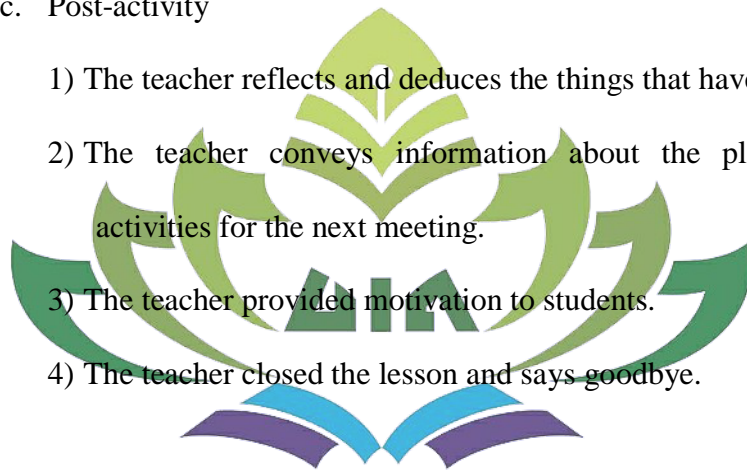 c. Post-activity
1) The teacher reflects and deduces the things that have
2) The teacher conveys information about the pl
activities for the next meeting.
3) The teacher provided motivation to students.
4) The teacher closed the lesson and says goodbye.